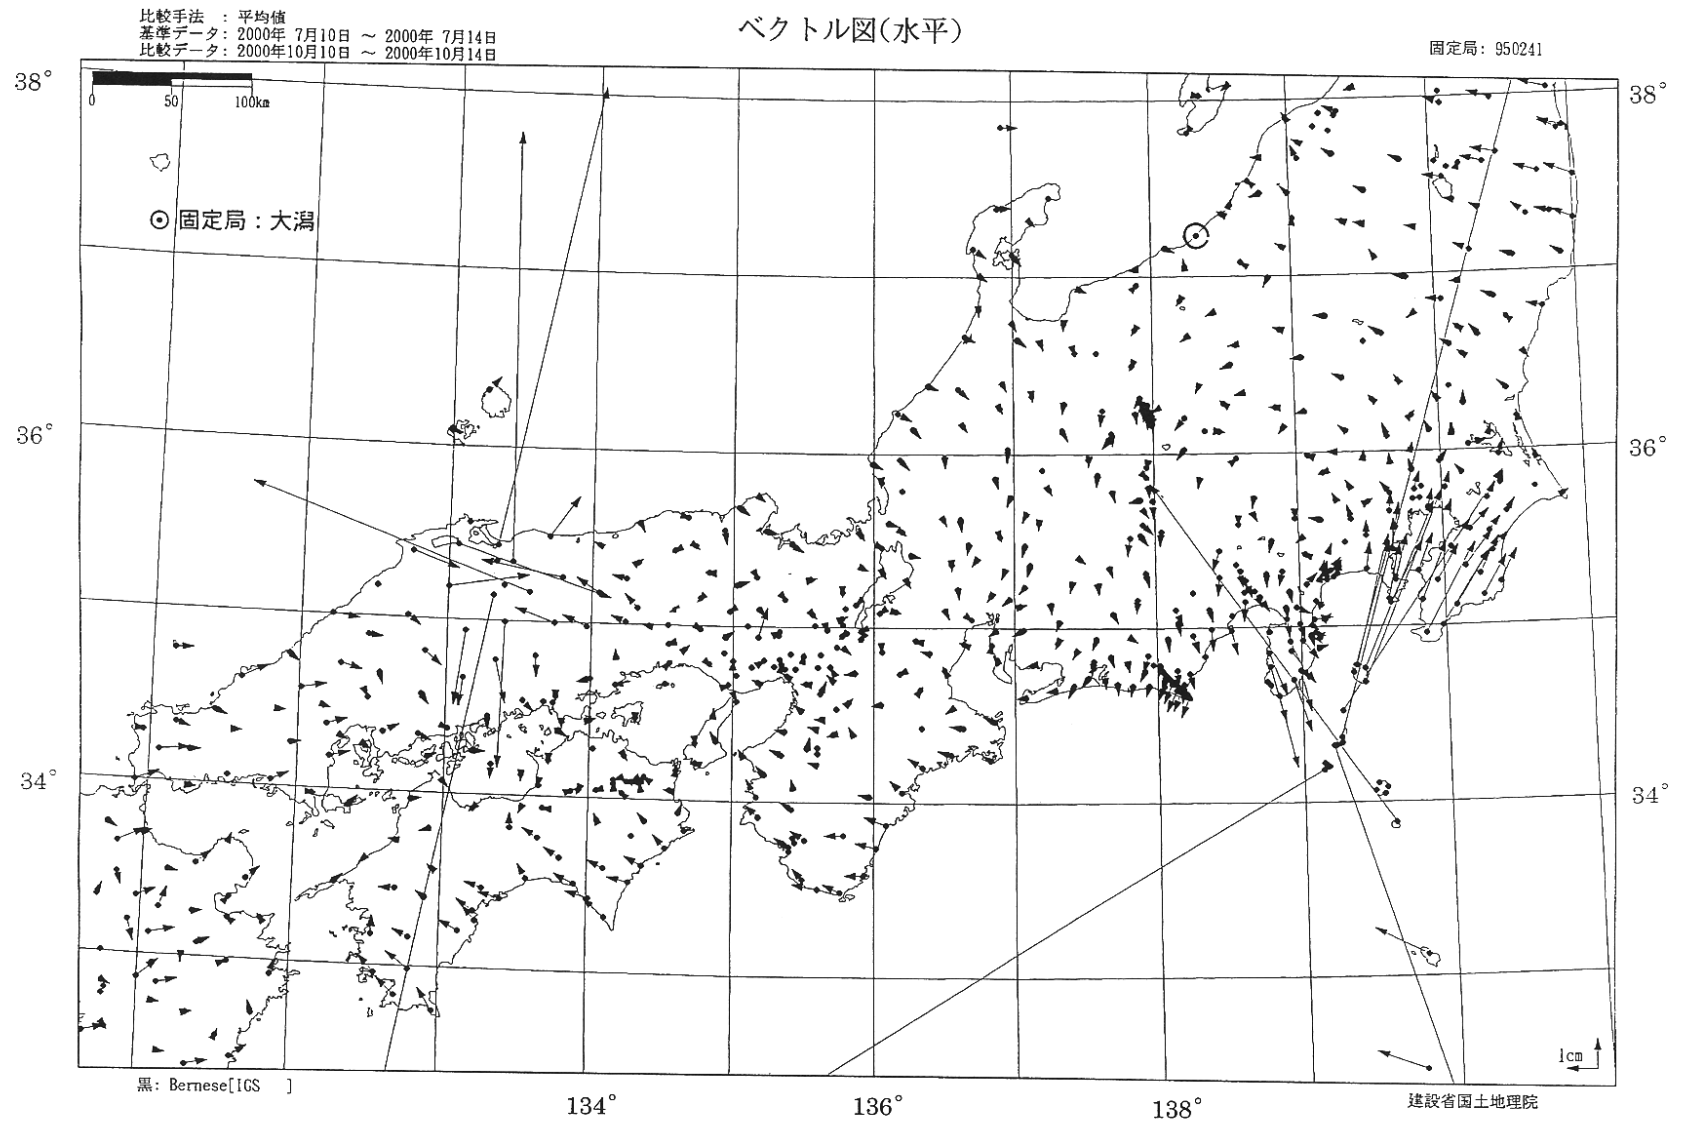 比較手法 : 平均値
基準データ: 2000年 7月10日 ～ 2000年 7月14日
比較データ: 2000年10月10日 ～ 2000年10月14日
ベクトル図(水平)
固定局: 950241
38°
38°
0 50 100km
固定局：大潟
36°
36°
34°
34°
1cm
黒: Bernese[IGS ]
134°
136°
138°
建設省国土地理院